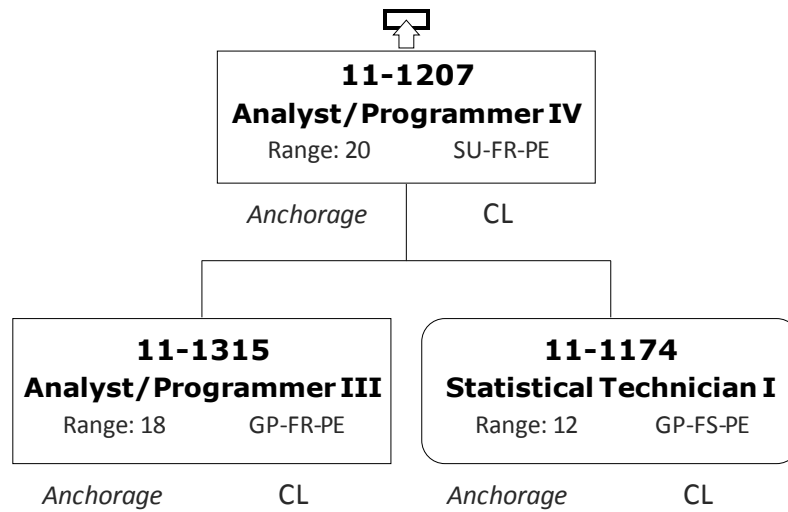 11-1207
Analyst/Programmer IV
Range: 20 SU-FR-PE
Anchorage CL
11-1315
Analyst/Programmer III
Range: 18 GP-FR-PE
Anchorage CL
11-1174
Statistical Technician I
Range: 12 GP-FS-PE
Anchorage CL